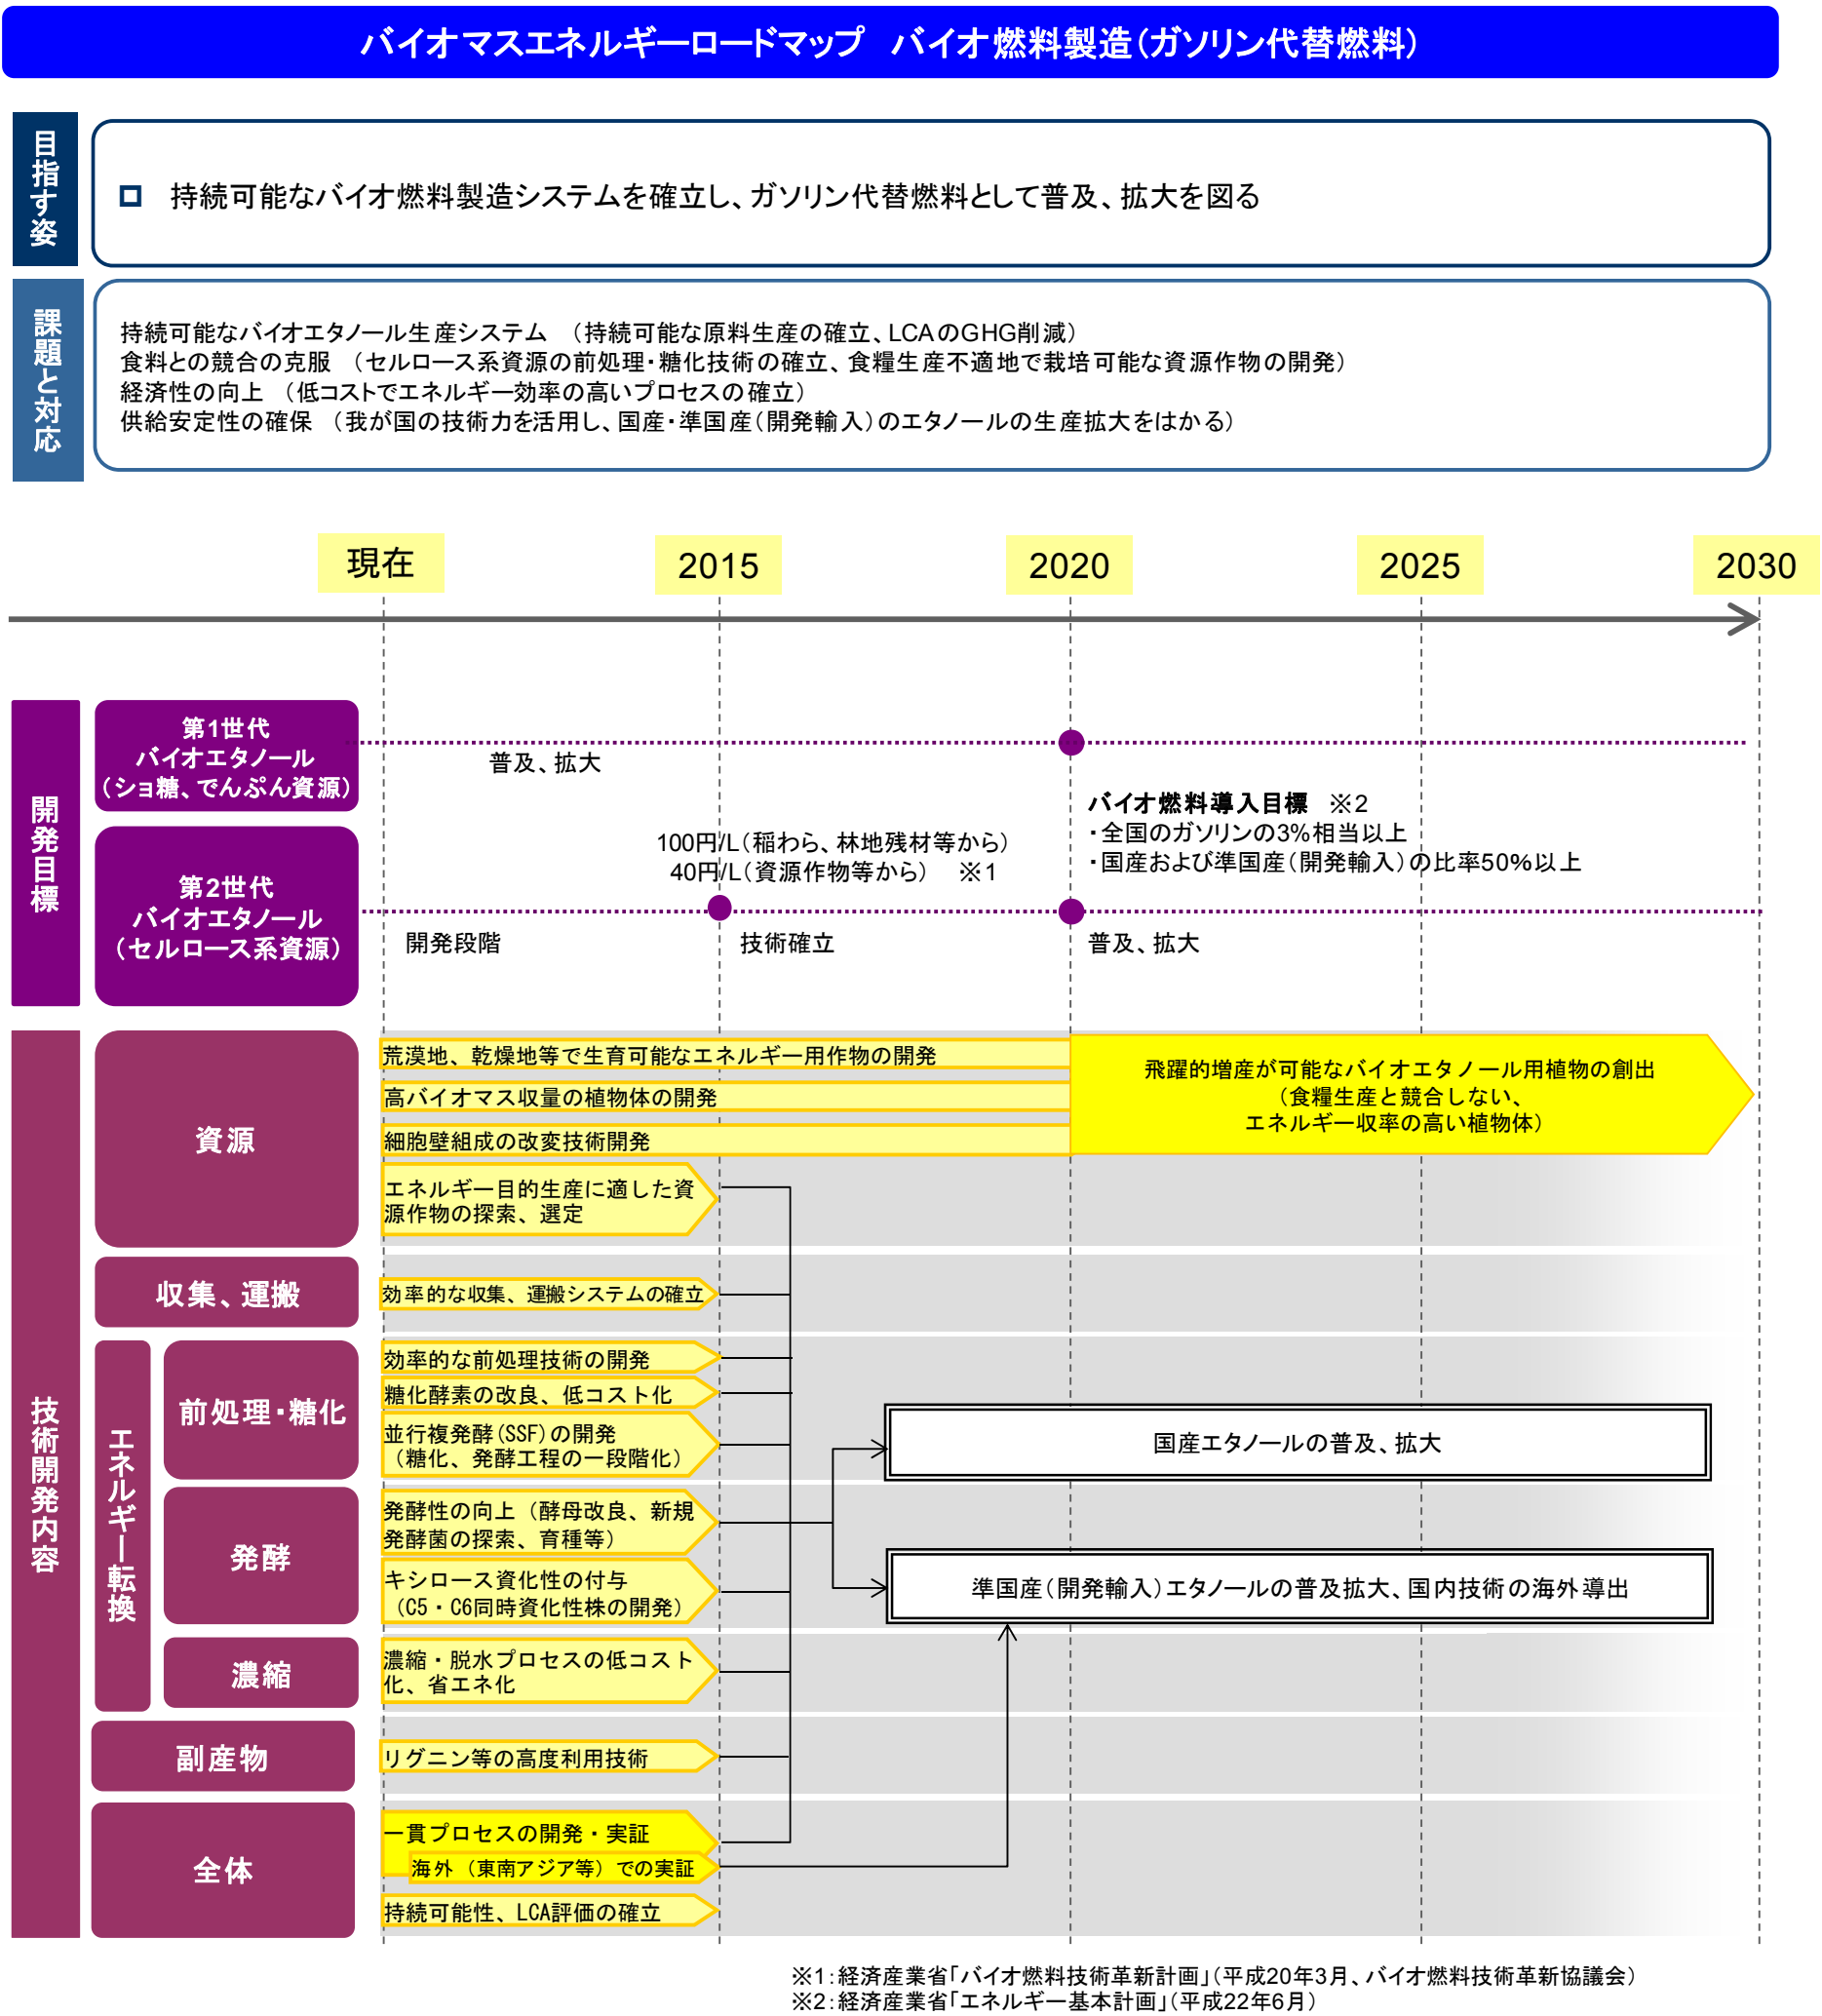 バイオマスエネルギーロードマップ　バイオ燃料製造（ガソリン代替燃料）
目指す姿
持続可能なバイオ燃料製造システムを確立し、ガソリン代替燃料として普及、拡大を図る
課題と対応
持続可能なバイオエタノール生産システム　（持続可能な原料生産の確立、LCAのGHG削減）
食料との競合の克服　（セルロース系資源の前処理・糖化技術の確立、食糧生産不適地で栽培可能な資源作物の開発）
経済性の向上　（低コストでエネルギー効率の高いプロセスの確立）
供給安定性の確保　（我が国の技術力を活用し、国産・準国産（開発輸入）のエタノールの生産拡大をはかる）
現在
2015
2020
2025
2030
開発目標
第1世代
バイオエタノール
（ショ糖、でんぷん資源）
普及、拡大
バイオ燃料導入目標　※2
・全国のガソリンの3%相当以上
・国産および準国産（開発輸入）の比率50%以上
第2世代
バイオエタノール
（セルロース系資源）
100円/L（稲わら、林地残材等から）
40円/L（資源作物等から）　※1
開発段階
技術確立
普及、拡大
技術開発内容
資源
荒漠地、乾燥地等で生育可能なエネルギー用作物の開発
高バイオマス収量の植物体の開発
細胞壁組成の改変技術開発
飛躍的増産が可能なバイオエタノール用植物の創出
（食糧生産と競合しない、
エネルギー収率の高い植物体）
エネルギー目的生産に適した資
源作物の探索、選定
収集、運搬
効率的な収集、運搬システムの確立
エネルギー転換
前処理・糖化
効率的な前処理技術の開発
糖化酵素の改良、低コスト化
並行複発酵(SSF)の開発
（糖化、発酵工程の一段階化）
国産エタノールの普及、拡大
発酵
発酵性の向上（酵母改良、新規
発酵菌の探索、育種等）
キシロース資化性の付与
（C5・C6同時資化性株の開発）
準国産（開発輸入）エタノールの普及拡大、国内技術の海外導出
濃縮
濃縮・脱水プロセスの低コスト
化、省エネ化
副産物
リグニン等の高度利用技術
全体
一貫プロセスの開発・実証
海外（東南アジア等）での実証
持続可能性、LCA評価の確立
※1：経済産業省「バイオ燃料技術革新計画」（平成20年3月、バイオ燃料技術革新協議会）
※2：経済産業省「エネルギー基本計画」（平成22年6月）